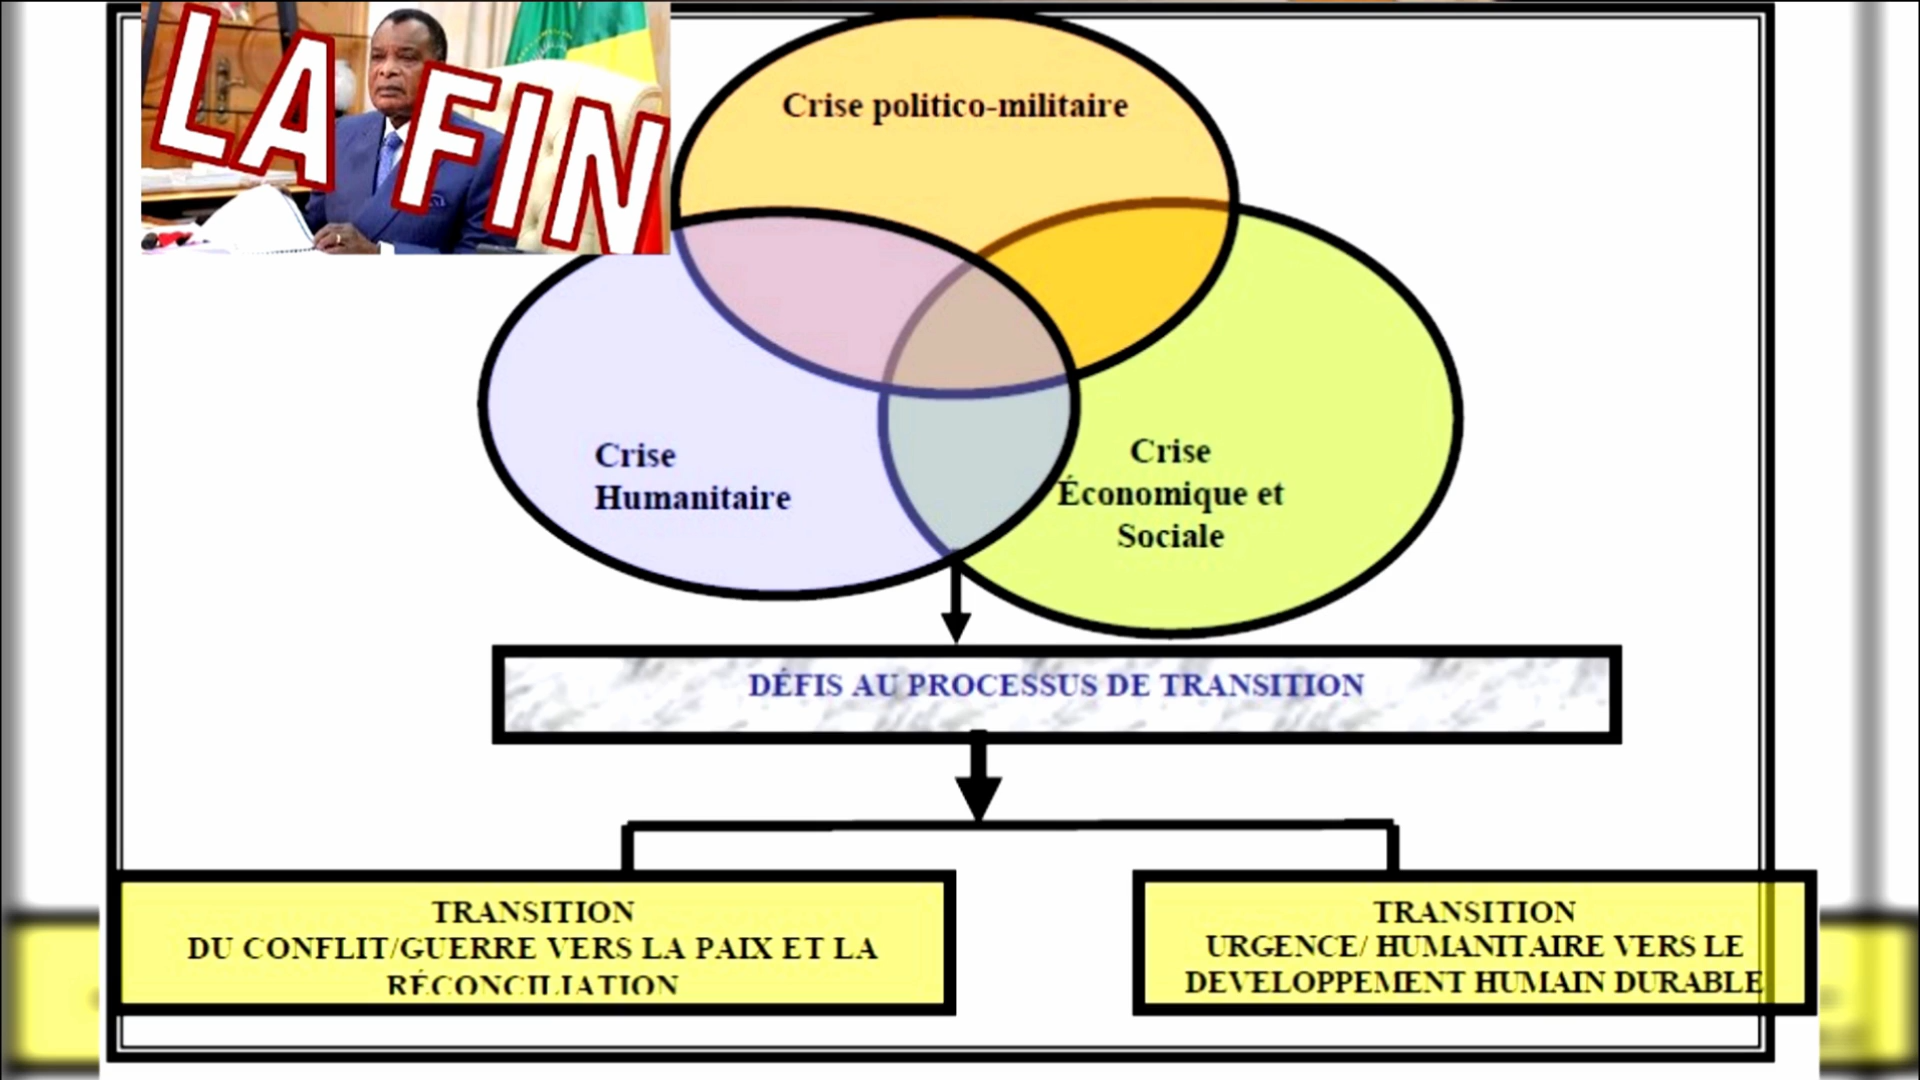 LA FIN
Crise politico-militaire
Crise
Humanitaire
Crise
Économique et
Sociale
DÉFIS AU PROCESSUS DE TRANSITION
TRANSITION
DU CONFLIT/GUERRE VERS LA PAIX ET LA
RÉCONCILIATION
TRANSITION
URGENCE/ HUMANITAIRE VERS LE
DEVELOPPEMENT HUMAIN DURABLE